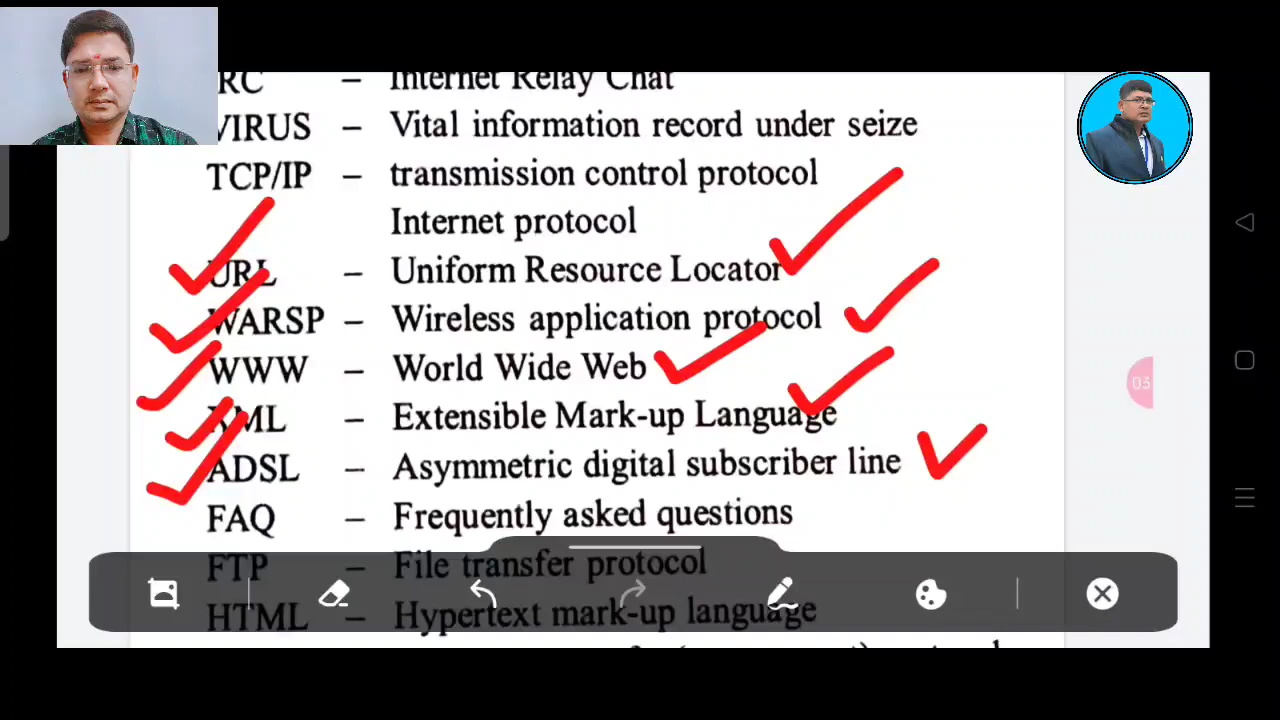 RC – Internet Relay Chat
VIRUS – Vital information record under seize
TCP/IP – transmission control protocol
Internet protocol
URL – Uniform Resource Locator
WARSP – Wireless application protocol
WWW – World Wide Web
XML – Extensible Mark-up Language
ADSL – Asymmetric digital subscriber line
FAQ – Frequently asked questions
FTP – File transfer protocol
HTML – Hypertext mark-up language
03